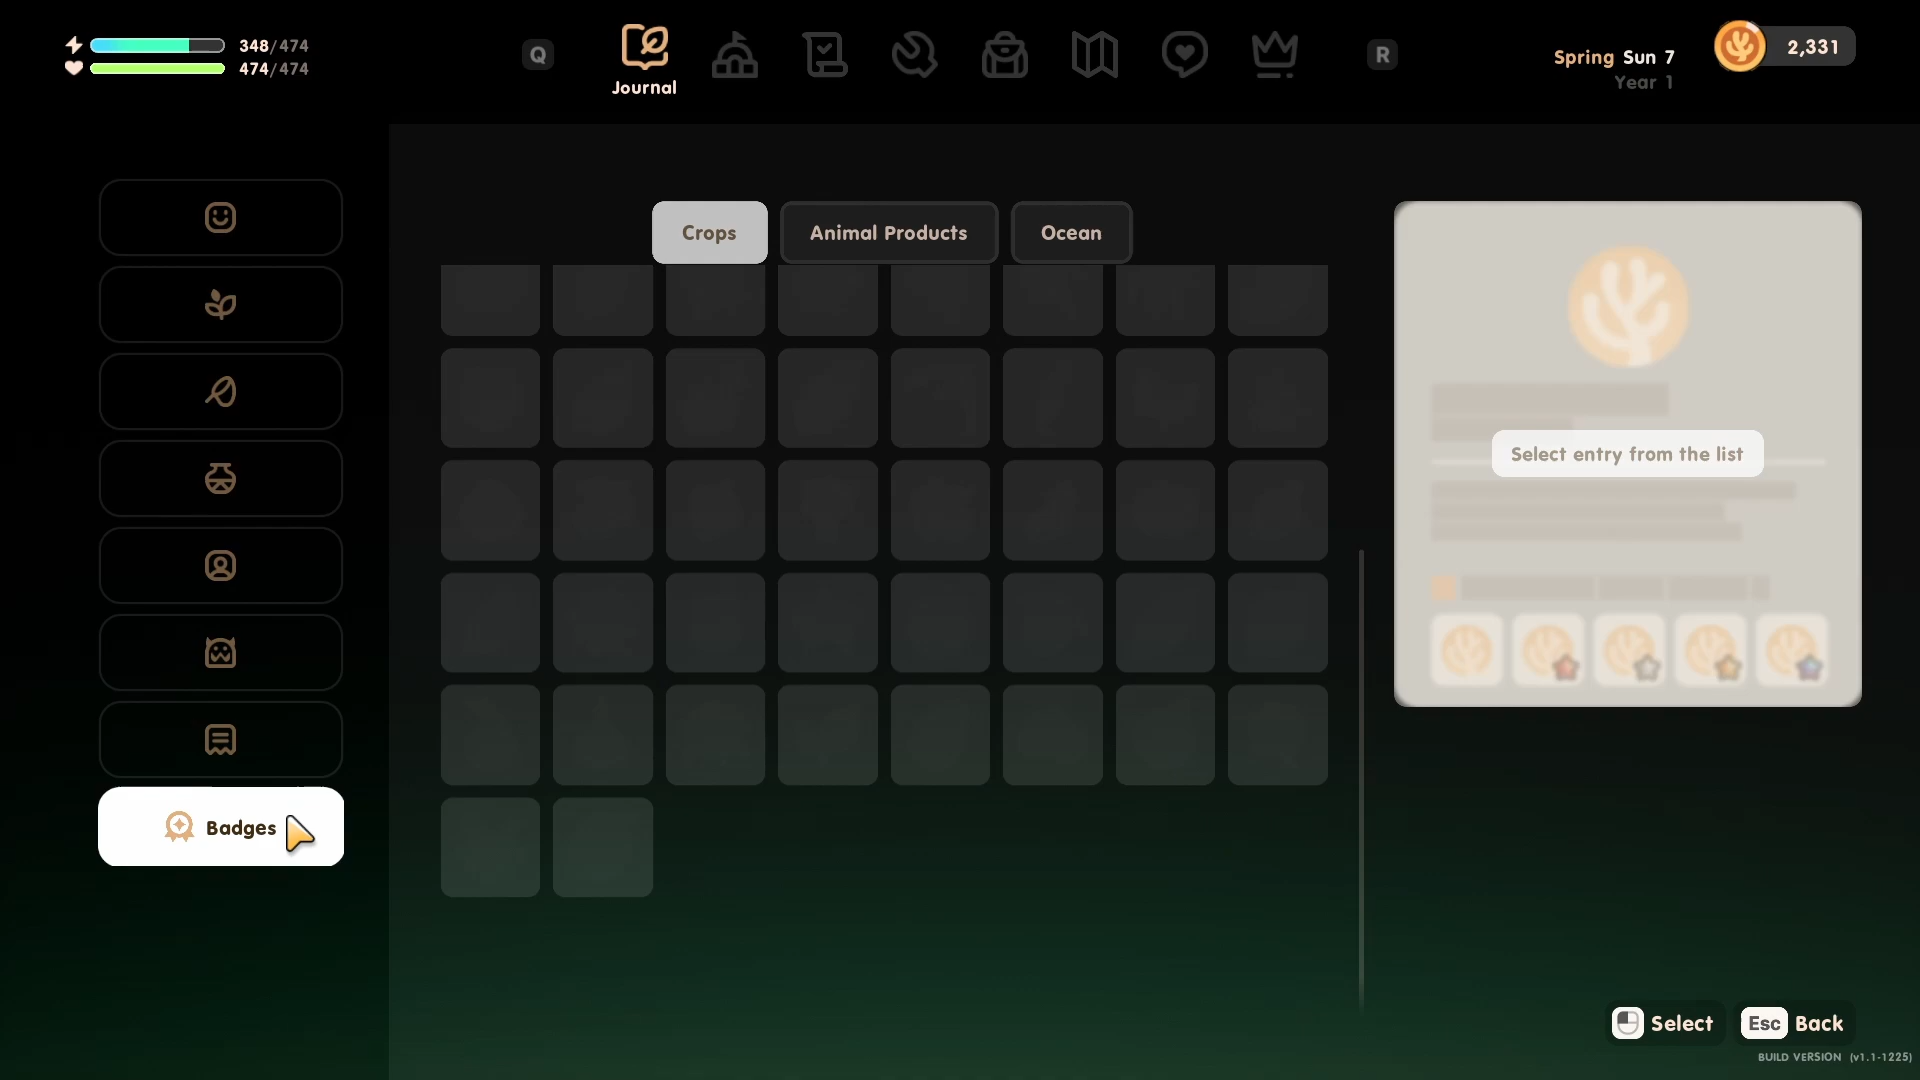 348/474
474/474
Q
Journal
R
Spring Sun 7
Year 1
2,331
Crops
Animal Products
Ocean
Select entry from the list
Badges
Select
Esc Back
BUILD VERSION (v1.1-1225)